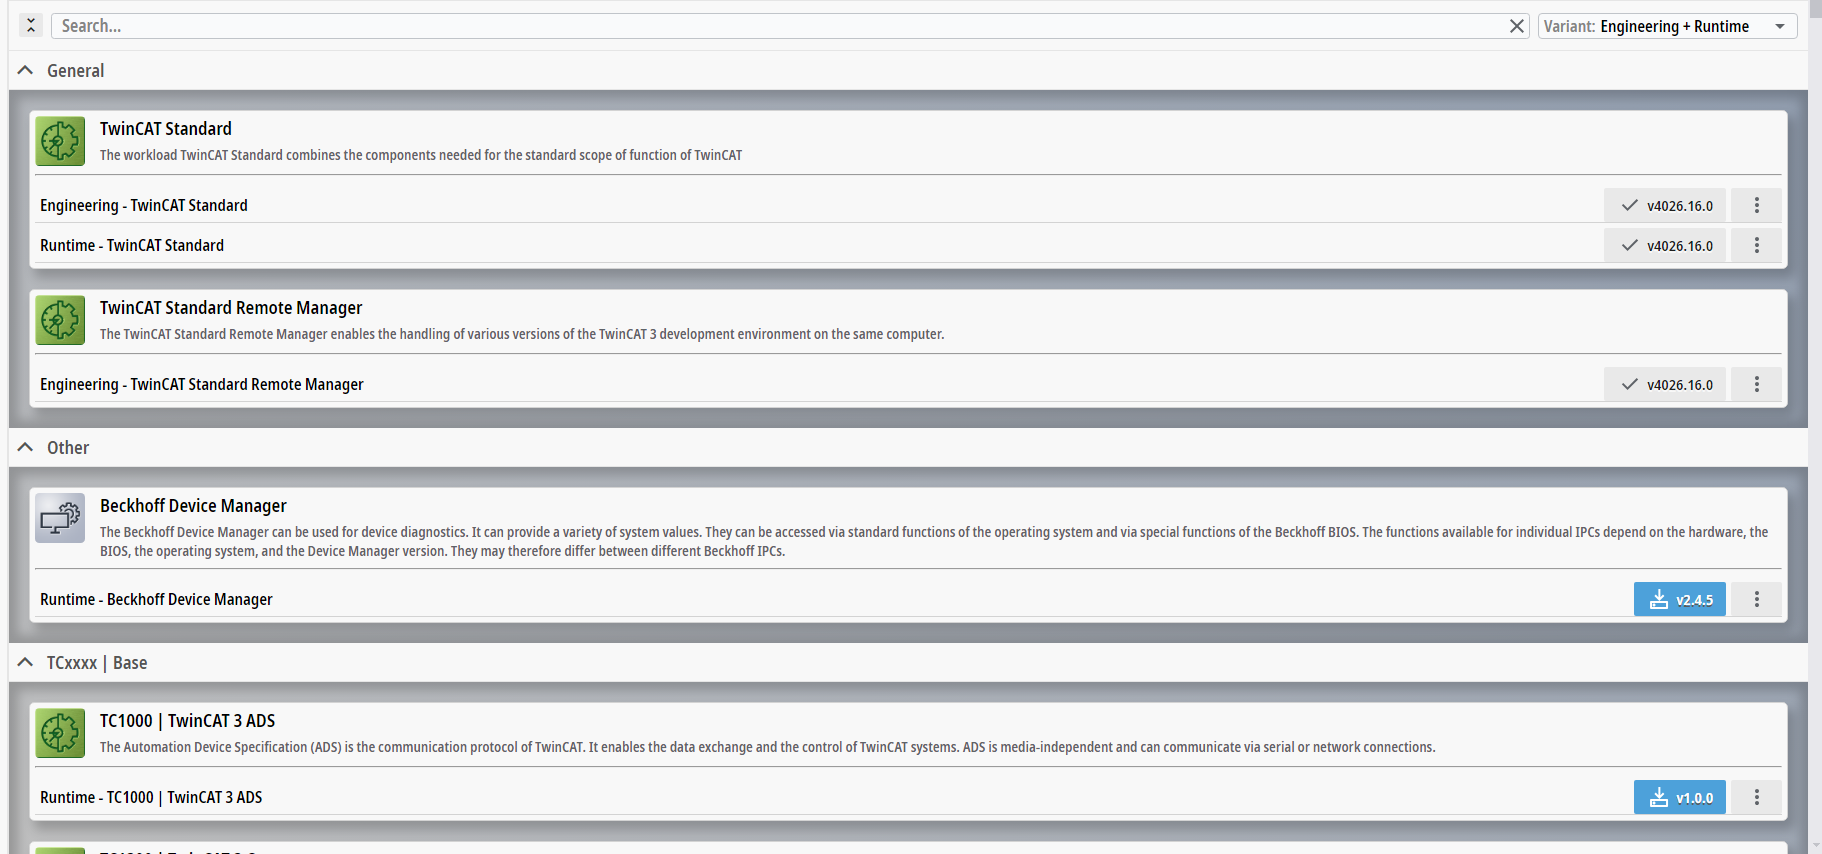 Search...
Variant: Engineering + Runtime
General
TwinCAT Standard
The workload TwinCAT Standard combines the components needed for the standard scope of function of TwinCAT
Engineering - TwinCAT Standard
v4026.16.0
Runtime - TwinCAT Standard
v4026.16.0
TwinCAT Standard Remote Manager
The TwinCAT Standard Remote Manager enables the handling of various versions of the TwinCAT 3 development environment on the same computer.
Engineering - TwinCAT Standard Remote Manager
v4026.16.0
Other
Beckhoff Device Manager
The Beckhoff Device Manager can be used for device diagnostics. It can provide a variety of system values. They can be accessed via standard functions of the operating system and via special functions of the Beckhoff BIOS. The functions available for individual IPCs depend on the hardware, the
BIOS, the operating system, and the Device Manager version. They may therefore differ between different Beckhoff IPCs.
Runtime - Beckhoff Device Manager
v2.4.5
TCxxxx | Base
TC1000 | TwinCAT 3 ADS
The Automation Device Specification (ADS) is the communication protocol of TwinCAT. It enables the data exchange and the control of TwinCAT systems. ADS is media-independent and can communicate via serial or network connections.
Runtime - TC1000 | TwinCAT 3 ADS
v1.0.0